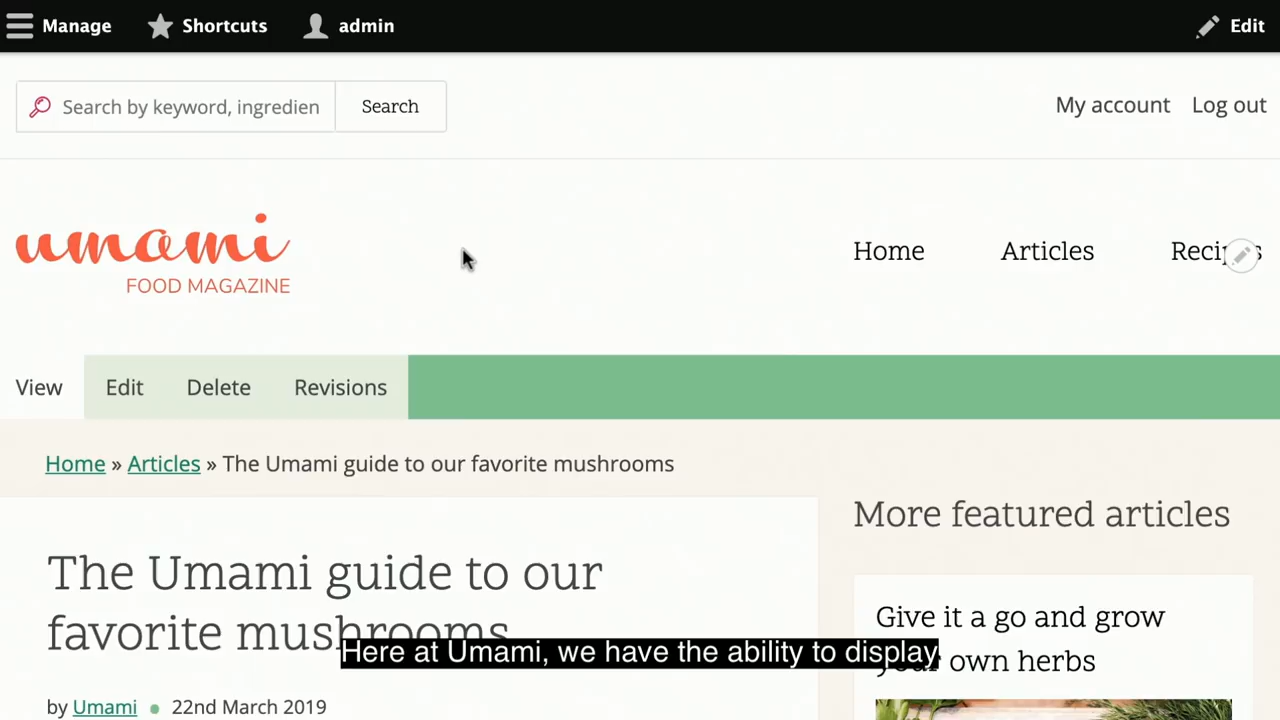 Manage Shortcuts admin Edit
Search by keyword, ingredien Search My account Log out
umami
FOOD MAGAZINE
Home Articles
View Edit Delete Revisions
Home » Articles » The Umami guide to our favorite mushrooms
More featured articles
The Umami guide to our
favorite mushrooms
Give it a go and grow
your own herbs
Here at Umami, we have the ability to display
by Umami 22nd March 2019